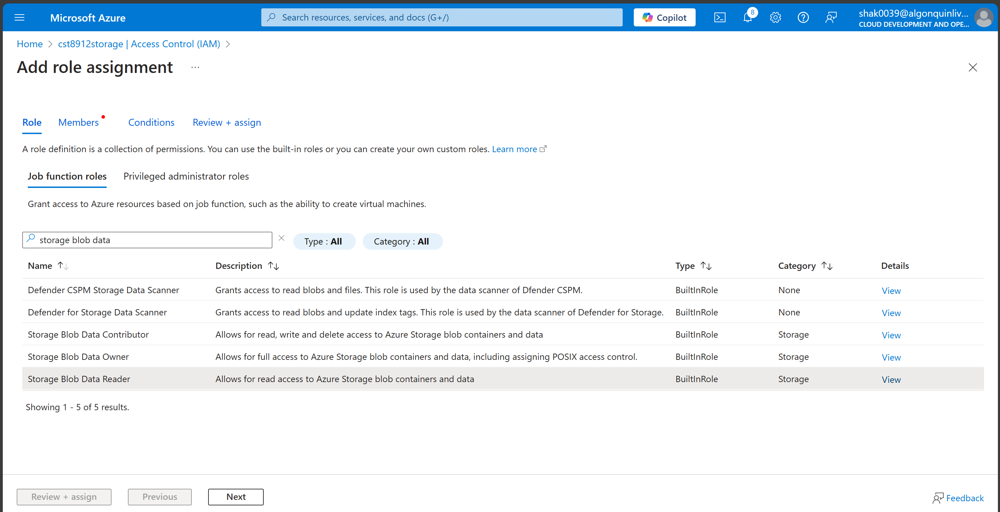 Microsoft Azure
Search resources, services, and docs (G+/)
Copilot
8
shak0039@algonquinliv...
CLOUD DEVELOPMENT AND OPE...
Home > cst8912storage | Access Control (IAM) >
Add role assignment ...
Role Members Conditions Review + assign
A role definition is a collection of permissions. You can use the built-in roles or you can create your own custom roles. Learn more
Job function roles Privileged administrator roles
Grant access to Azure resources based on job function, such as the ability to create virtual machines.
storage blob data Type : All Category : All
Name Description Type Category Details
Defender CSPM Storage Data Scanner Grants access to read blobs and files. This role is used by the data scanner of Dfender CSPM. BuiltInRole None View
Defender for Storage Data Scanner Grants access to read blobs and update index tags. This role is used by the data scanner of Defender for Storage. BuiltInRole None View
Storage Blob Data Contributor Allows for read, write and delete access to Azure Storage blob containers and data BuiltInRole Storage View
Storage Blob Data Owner Allows for full access to Azure Storage blob containers and data, including assigning POSIX access control. BuiltInRole Storage View
Storage Blob Data Reader Allows for read access to Azure Storage blob containers and data BuiltInRole Storage View
Showing 1 - 5 of 5 results.
Review + assign Previous Next Feedback